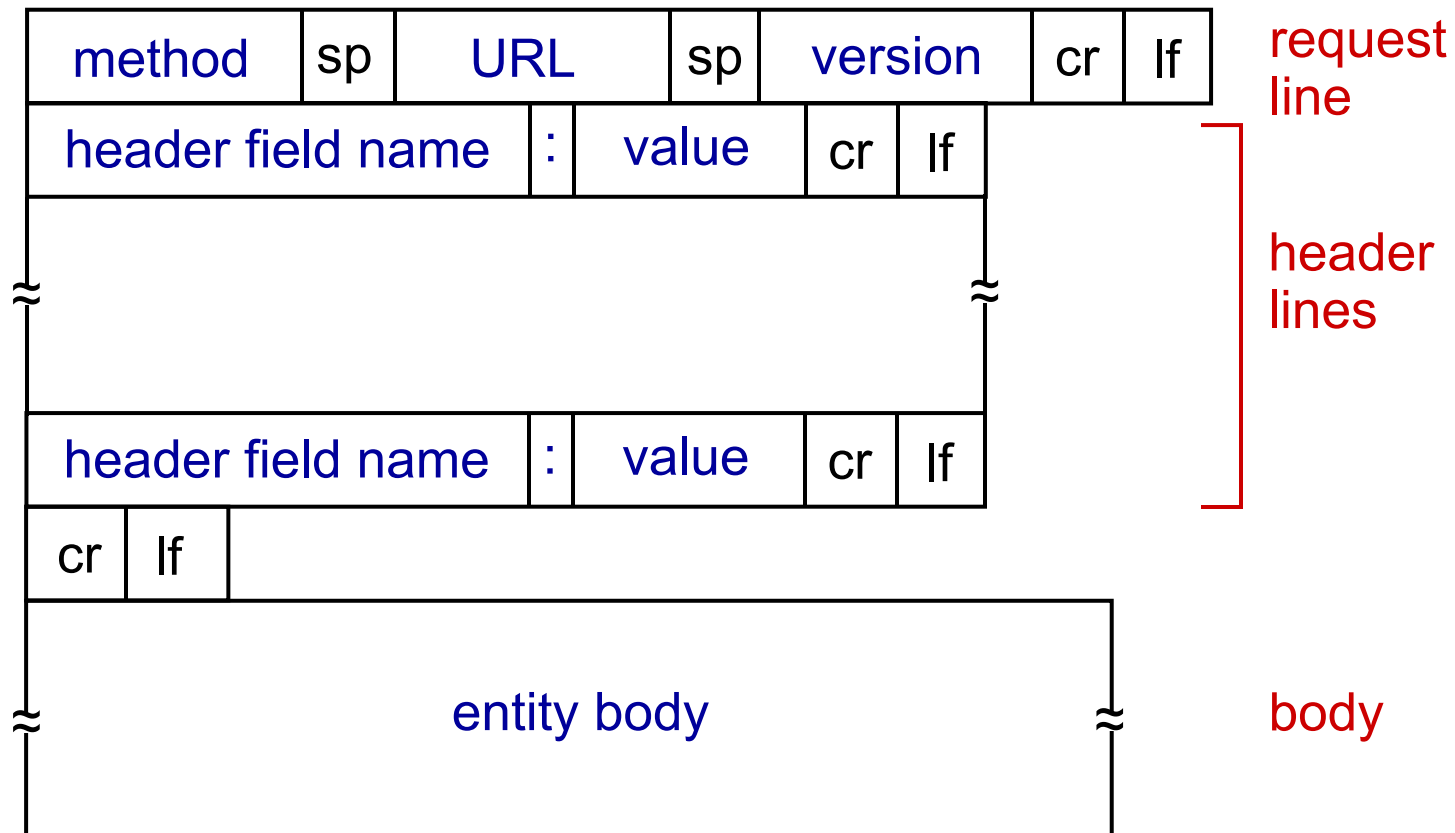 method sp URL sp version cr lf request
line
header field name : value cr lf
header
lines
header field name : value cr lf
cr lf
entity body body